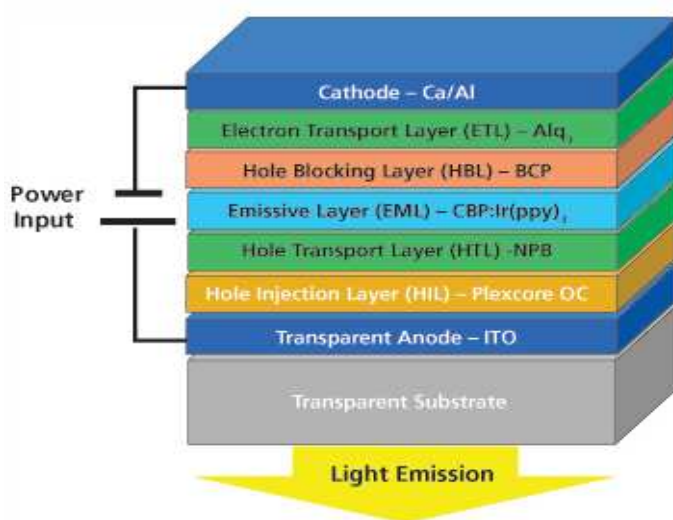 Cathode – Ca/Al
Electron Transport Layer (ETL) – Alq₃
Hole Blocking Layer (HBL) – BCP
Power
Input
Emissive Layer (EML) – CBP:Ir(ppy)₃
Hole Transport Layer (HTL) -NPB
Hole Injection Layer (HIL) – Plexcore OC
Transparent Anode – ITO
Transparent Substrate
Light Emission